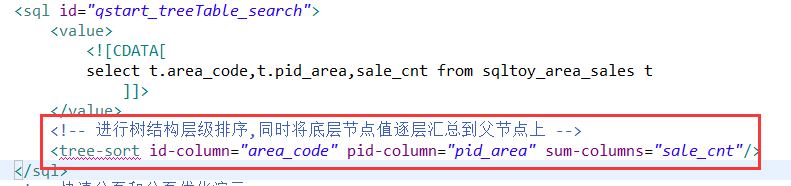 <sql id="qstart_treeTable_search">
<value>
<![CDATA[
select t.area_code,t.pid_area,sale_cnt from sqltoy_area_sales t
]]>
</value>
<!-- 进行树结构层级排序,同时将底层节点值逐层汇总到父节点上 -->
<tree-sort id-column="area_code" pid-column="pid_area" sum-columns="sale_cnt"/>
</sql>